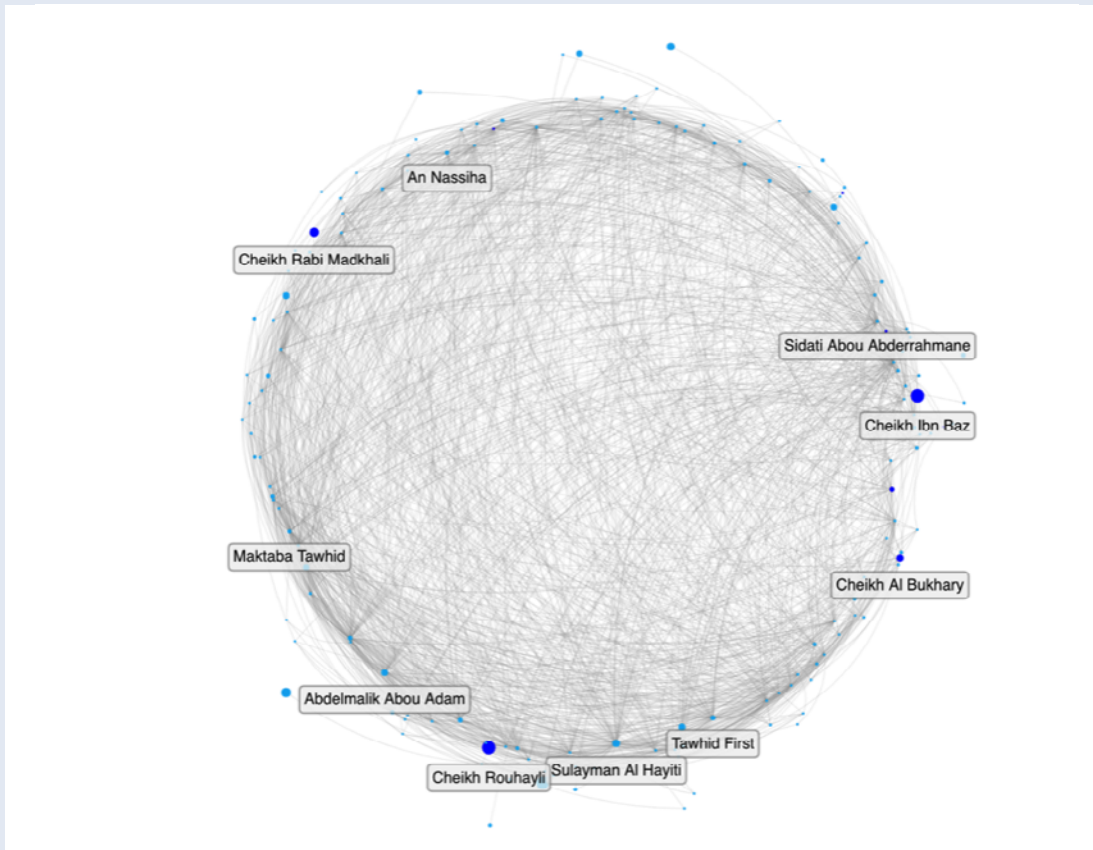 An Nassiha
Cheikh Rabi Madkhali
Sidati Abou Abderrahmane
Cheikh Ibn Baz
Maktaba Tawhid
Cheikh Al Bukhary
Abdelmalik Abou Adam
Tawhid First
Sulayman Al Hayiti
Cheikh Rouhayli